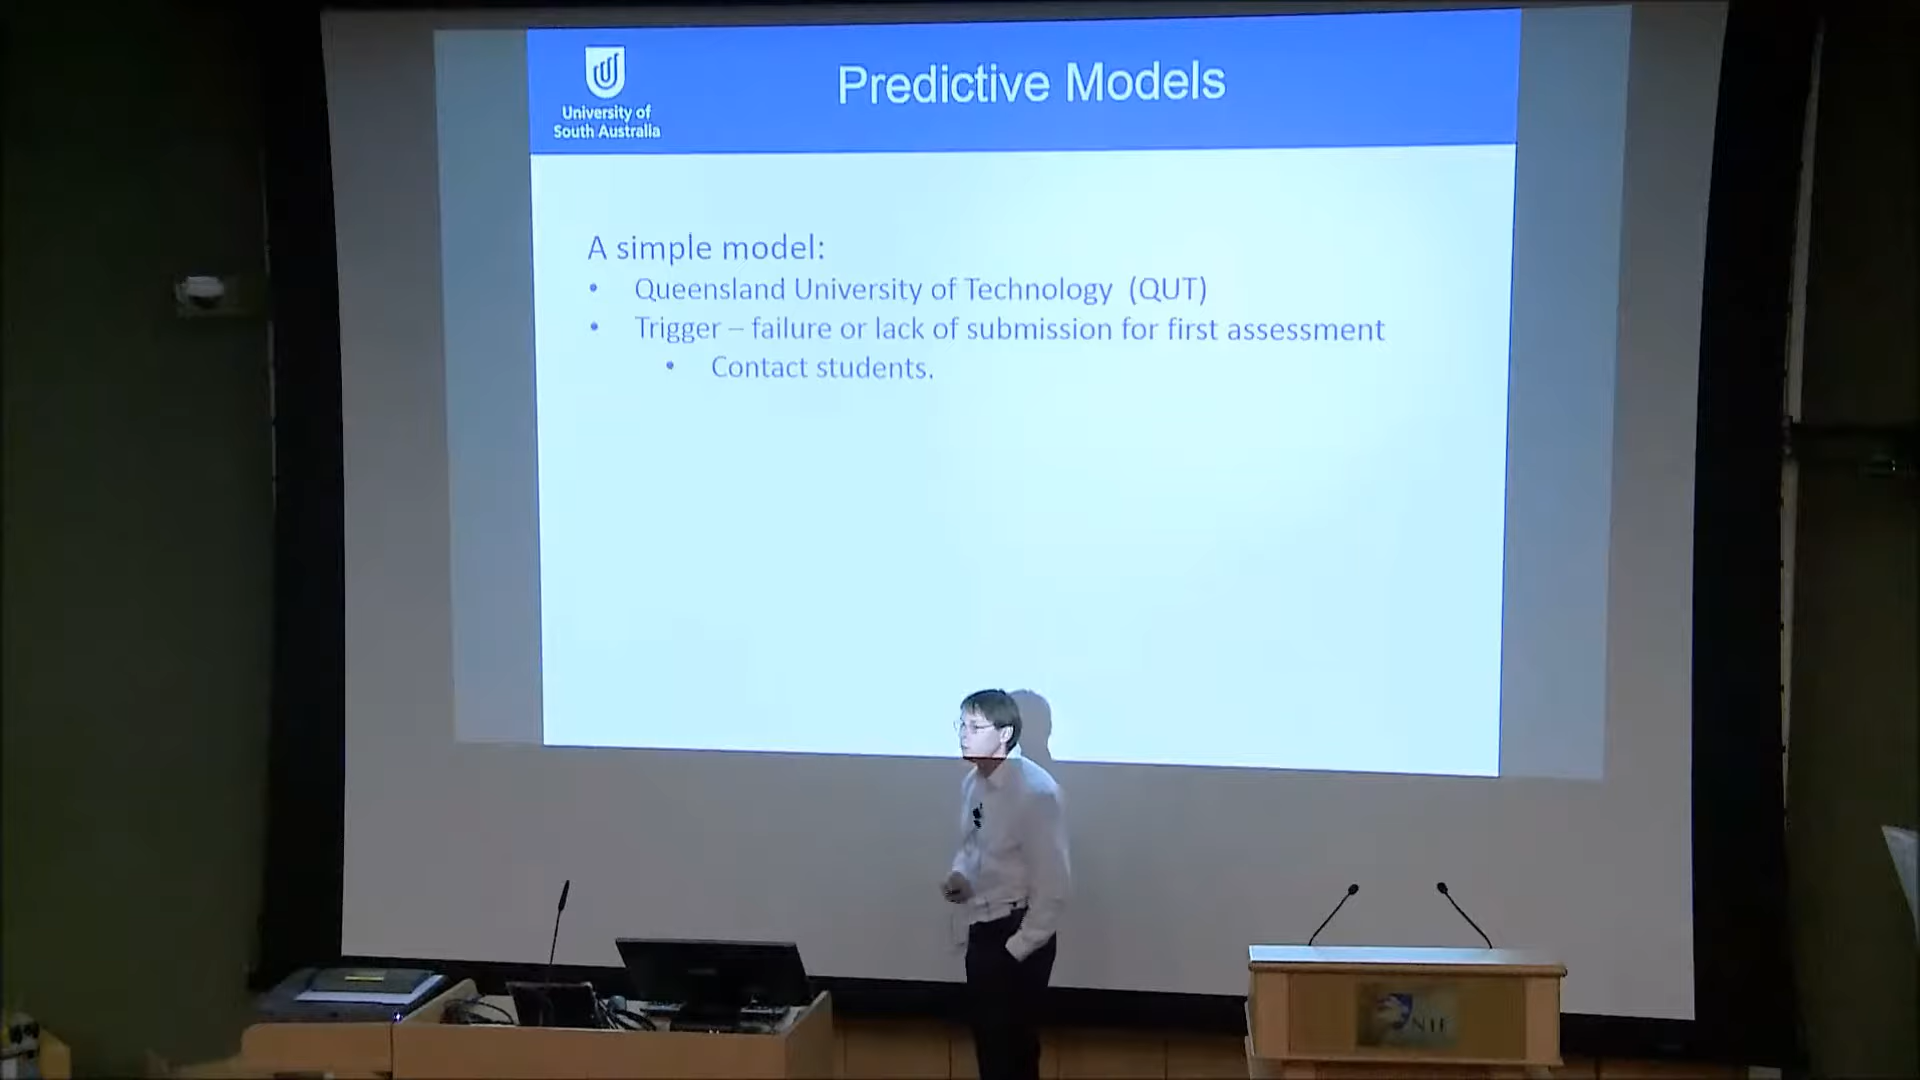 University of
South Australia
Predictive Models
A simple model:
• Queensland University of Technology (QUT)
• Trigger – failure or lack of submission for first assessment
• Contact students.
NIE